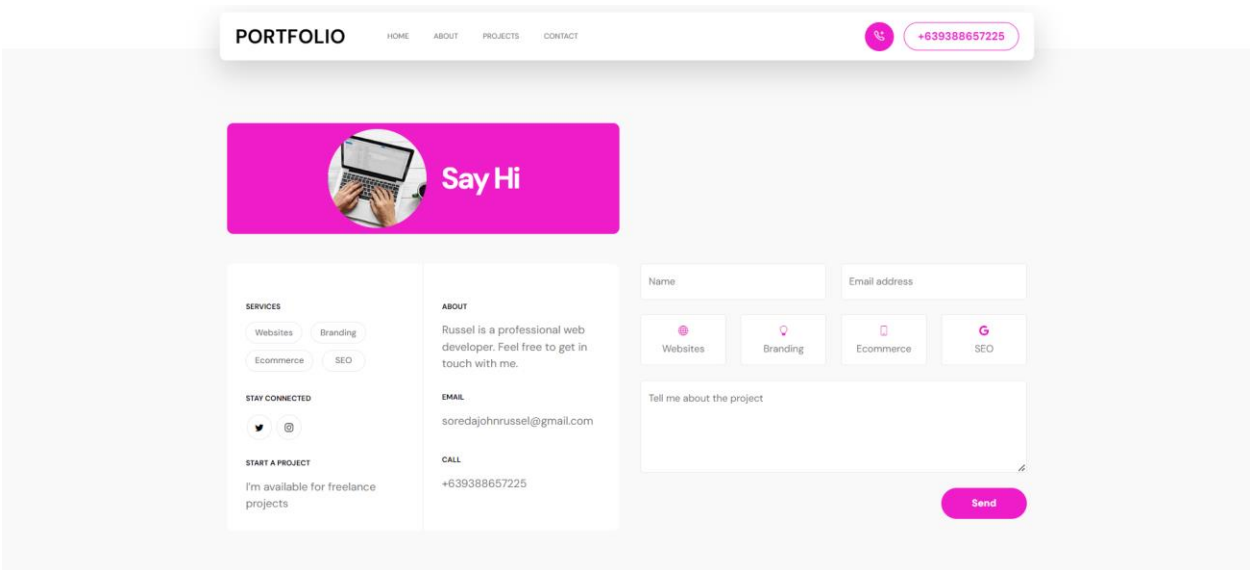 PORTFOLIO
HOME ABOUT PROJECTS CONTACT
+639388657225
Say Hi
SERVICES
Websites Branding
Ecommerce SEO
STAY CONNECTED
START A PROJECT
I'm available for freelance
projects
ABOUT
Russel is a professional web
developer. Feel free to get in
touch with me.
EMAIL
soredajohnrussel@gmail.com
CALL
+639388657225
Name
Email address
Websites
Branding
Ecommerce
SEO
Tell me about the project
Send